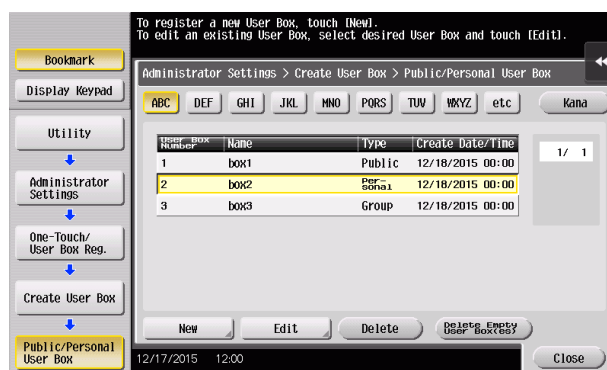 To register a new User Box, touch [New].
To edit an existing User Box, select desired User Box and touch [Edit].
Bookmark
Display Keypad
Utility
Administrator
Settings
One-Touch/
User Box Reg.
Create User Box
Public/Personal
User Box
Administrator Settings > Create User Box > Public/Personal User Box
ABC DEF GHI JKL MNO PQRS TUV WXYZ etc Kana
User Box
Number Name Type Create Date/Time
1 box1 Public 12/18/2015 00:00
2 box2 Per-
sonal 12/18/2015 00:00
3 box3 Group 12/18/2015 00:00
1/ 1
New Edit Delete Delete Empty
User Box(es)
12/17/2015 12:00 Close